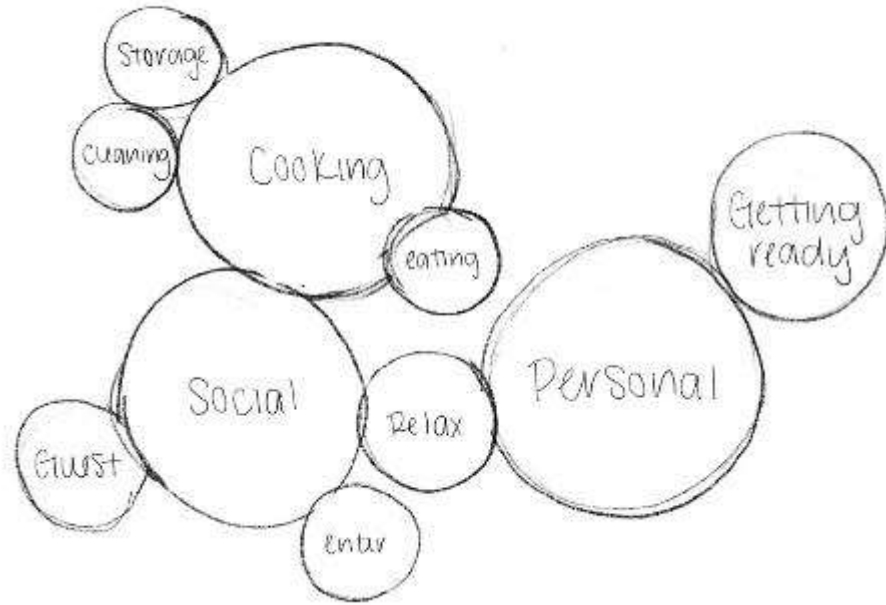 Storage
Cleaning
Cooking
eating
Getting
ready
Social
Relax
Personal
Guest
enter